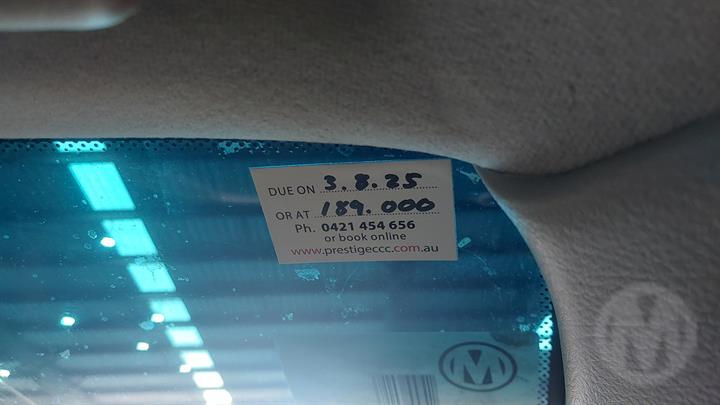 DUE ON 3.8.25
OR AT 189.000
Ph. 0421 454 656
or book online
www.prestigeccc.com.au
M
M